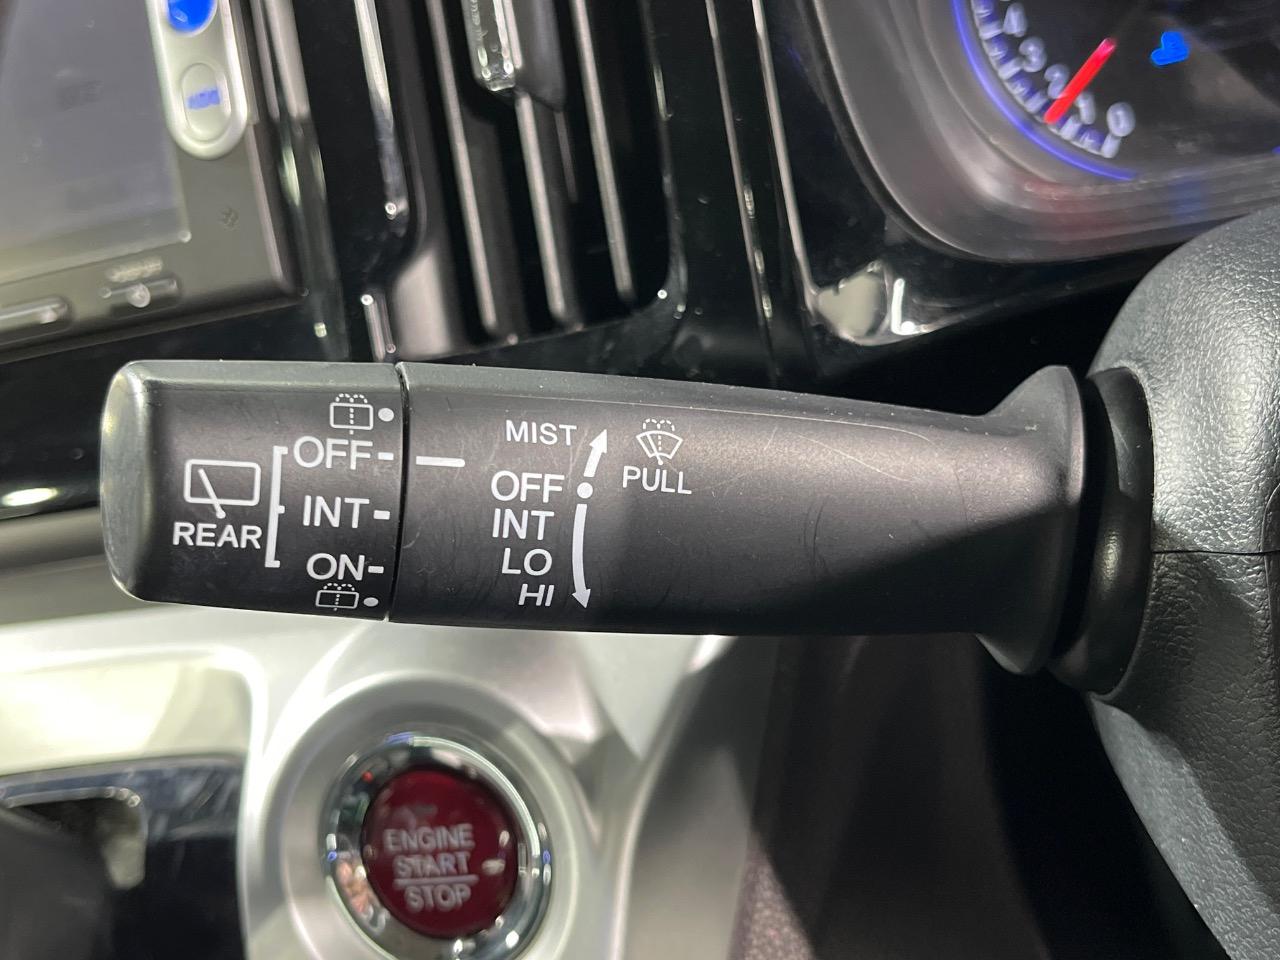 OFF
INT
ON
REAR
MIST
OFF
INT
LO
HI
PULL
ENGINE
START
STOP